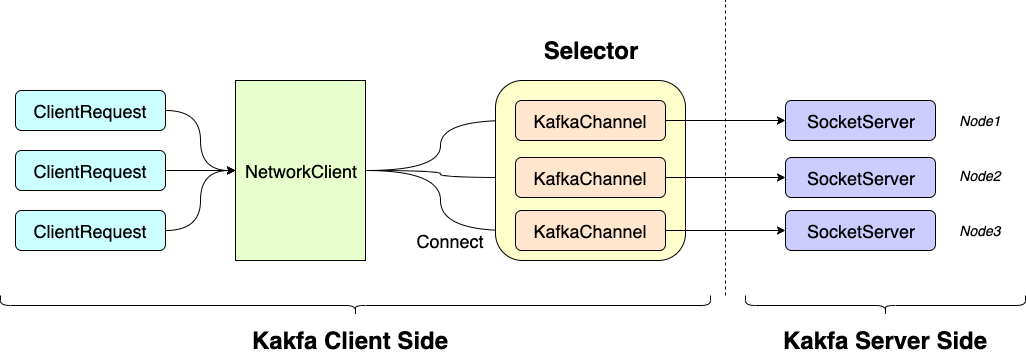 Selector
ClientRequest
KafkaChannel
SocketServer
Node1
ClientRequest
NetworkClient
KafkaChannel
SocketServer
Node2
ClientRequest
Connect
KafkaChannel
SocketServer
Node3
Kakfa Client Side
Kakfa Server Side